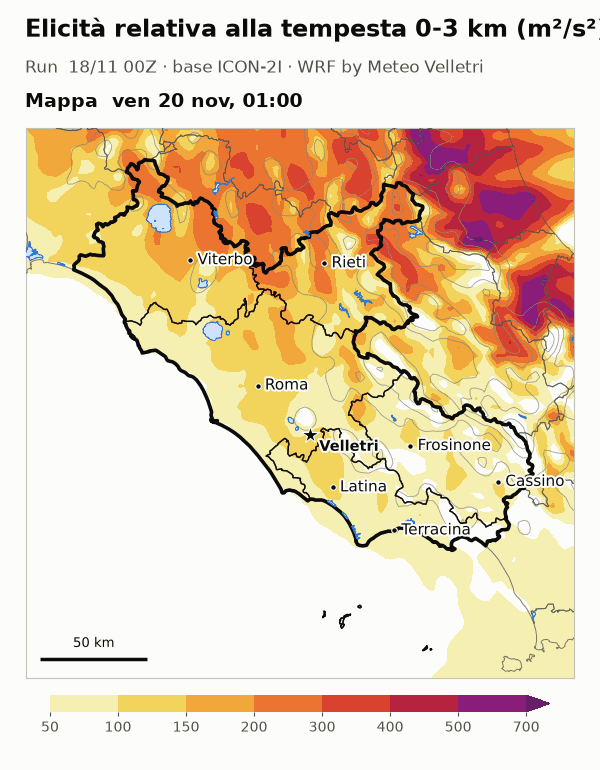 Elicità relativa alla tempesta 0-3 km (m²/s²)
Run 18/11 00Z · base ICON-2I · WRF by Meteo Velletri
Mappa ven 20 nov, 01:00
Viterbo
Rieti
Roma
Velletri
Frosinone
Latina
Cassino
Terracina
50 km
50 100 150 200 300 400 500 700